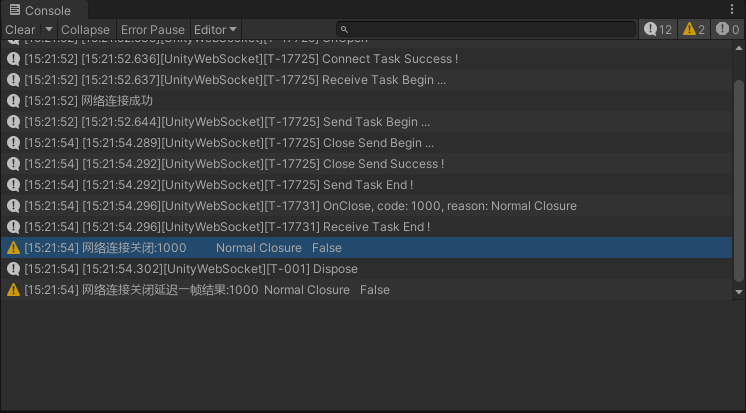 Console
Clear Collapse Error Pause Editor 12 2 0
[15:21:52] [15:21:52.636][UnityWebSocket][T-17725] Connect Task Success !
[15:21:52] [15:21:52.637][UnityWebSocket][T-17725] Receive Task Begin ...
[15:21:52] 网络连接成功
[15:21:52] [15:21:52.644][UnityWebSocket][T-17725] Send Task Begin ...
[15:21:54] [15:21:54.289][UnityWebSocket][T-17725] Close Send Begin ...
[15:21:54] [15:21:54.292][UnityWebSocket][T-17725] Close Send Success !
[15:21:54] [15:21:54.292][UnityWebSocket][T-17725] Send Task End !
[15:21:54] [15:21:54.296][UnityWebSocket][T-17731] OnClose, code: 1000, reason: Normal Closure
[15:21:54] [15:21:54.296][UnityWebSocket][T-17731] Receive Task End !
[15:21:54] 网络连接关闭:1000 Normal Closure False
[15:21:54] [15:21:54.302][UnityWebSocket][T-001] Dispose
[15:21:54] 网络连接关闭延迟一帧结果:1000 Normal Closure False